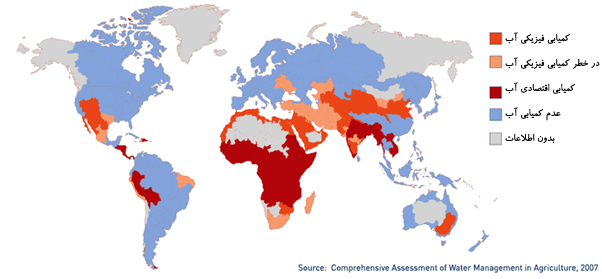 کمیابی فیزیکی آب
در خطر کمیابی فیزیکی آب
کمیابی اقتصادی آب
عدم کمیابی آب
بدون اطلاعات
Source: Comprehensive Assessment of Water Management in Agriculture, 2007